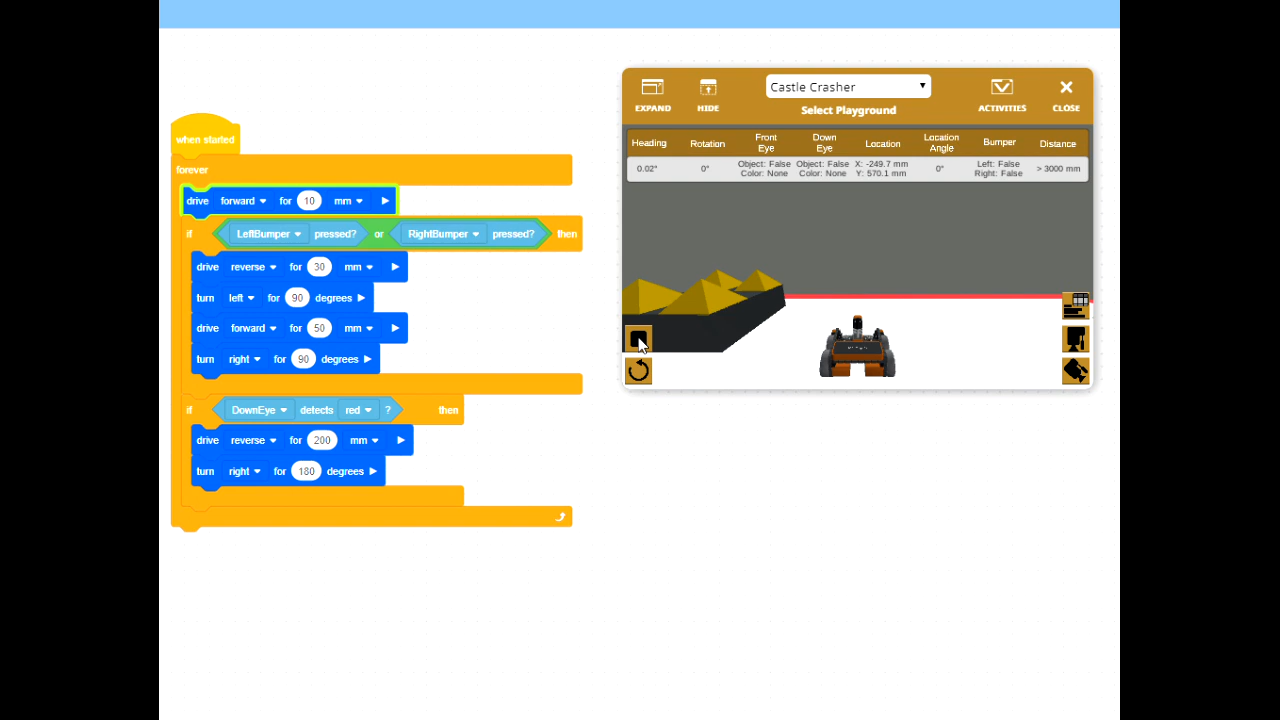 when started
forever
drive forward for 10 mm
if LeftBumper pressed? or RightBumper pressed? then
drive reverse for 30 mm
turn left for 90 degrees
drive forward for 50 mm
turn right for 90 degrees
if DownEye detects red ? then
drive reverse for 200 mm
turn right for 180 degrees
EXPAND
HIDE
Castle Crasher
Select Playground
ACTIVITIES
CLOSE
Heading
Rotation
Front
Eye
Down
Eye
Location
Location
Angle
Bumper
Distance
0.02°
0°
Object: False
Color: None
Object: False
Color: None
X: -249.7 mm
Y: 570.1 mm
0°
Left: False
Right: False
> 3000 mm